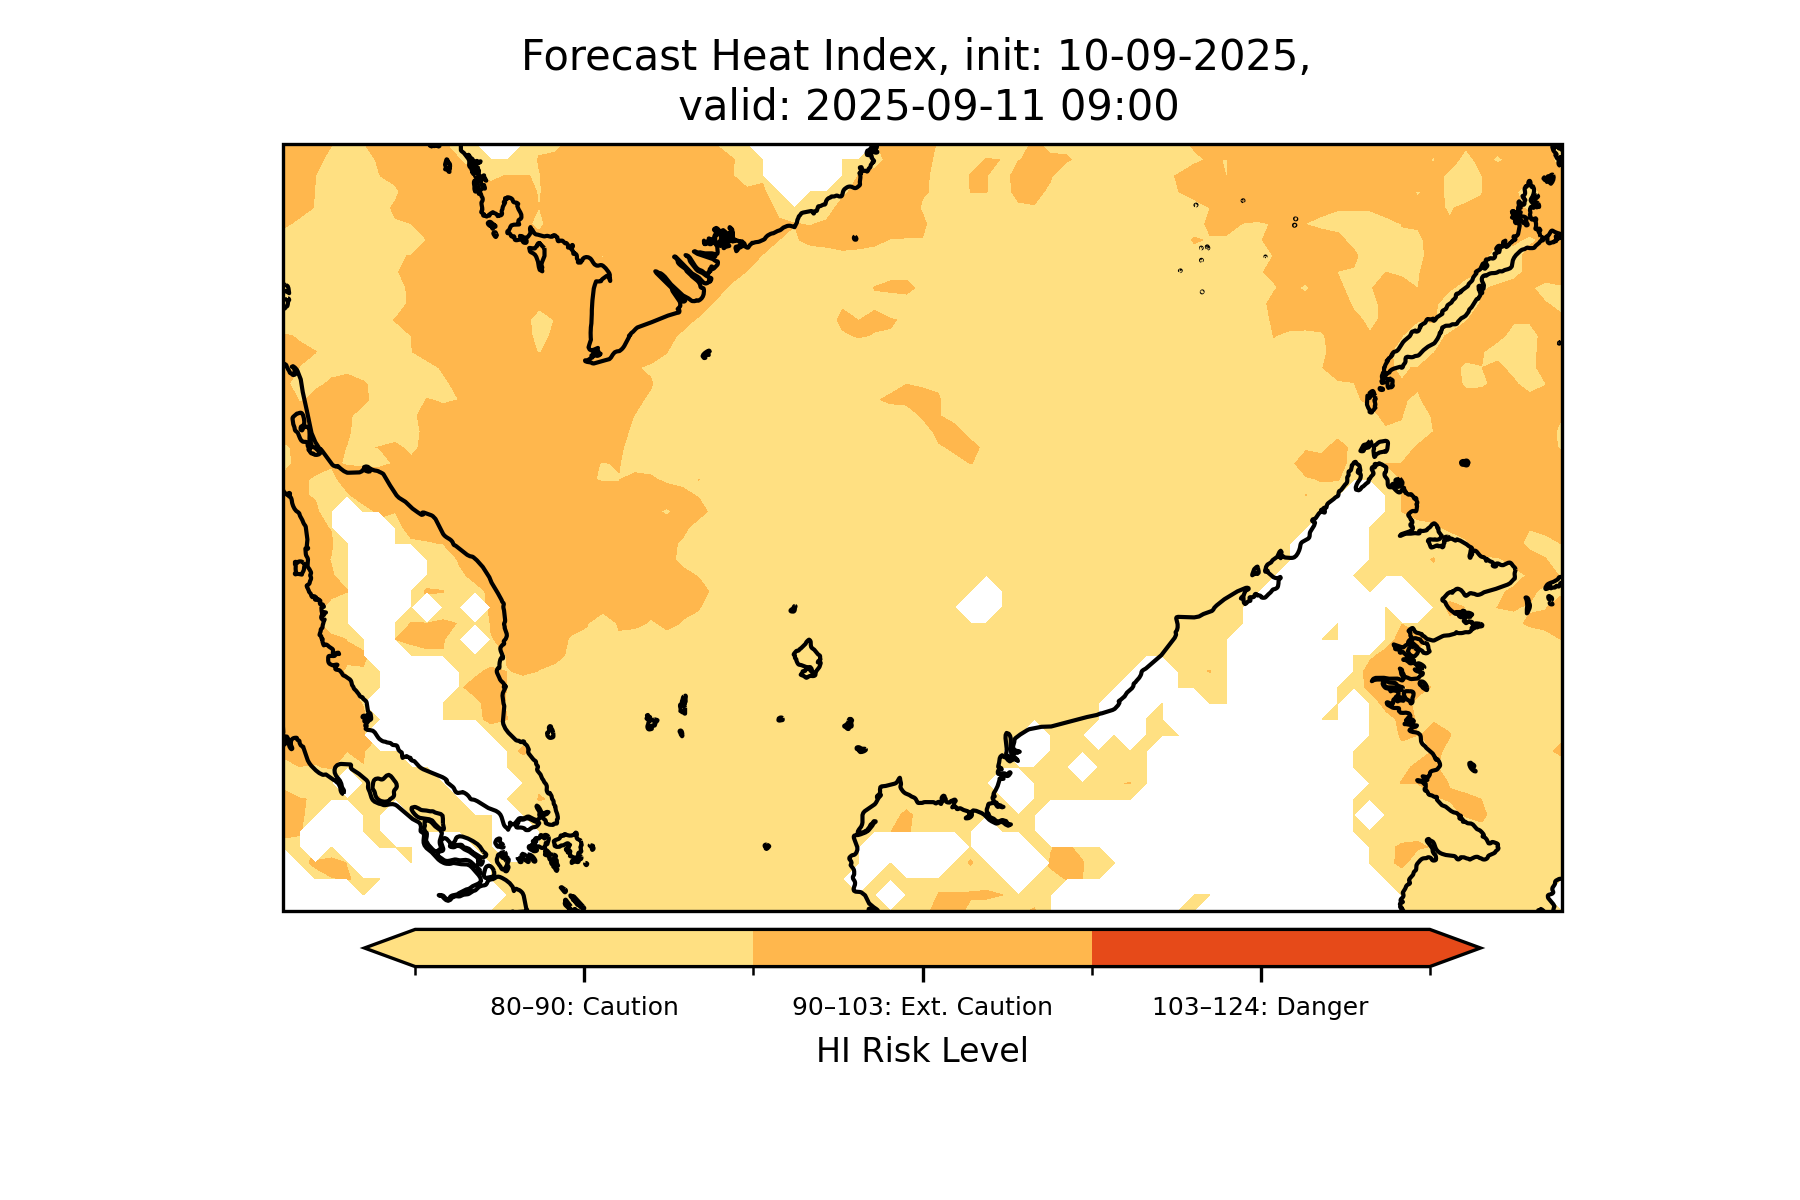 Forecast Heat Index, init: 10-09-2025,
valid: 2025-09-11 09:00
80–90: Caution
90–103: Ext. Caution
103–124: Danger
HI Risk Level